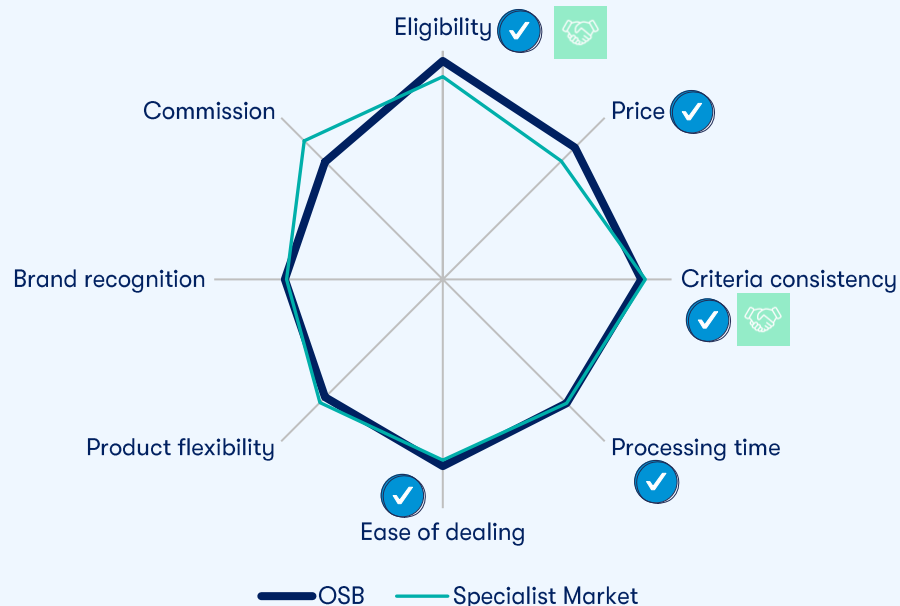 Eligibility
Commission
Price
Brand recognition
Criteria consistency
Product flexibility
Processing time
Ease of dealing
OSB
Specialist Market